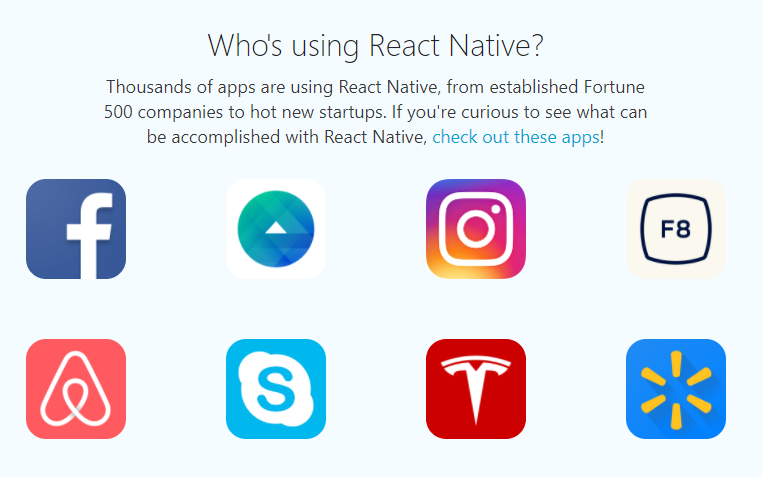 Who's using React Native?
Thousands of apps are using React Native, from established Fortune
500 companies to hot new startups. If you're curious to see what can
be accomplished with React Native, check out these apps!
F8